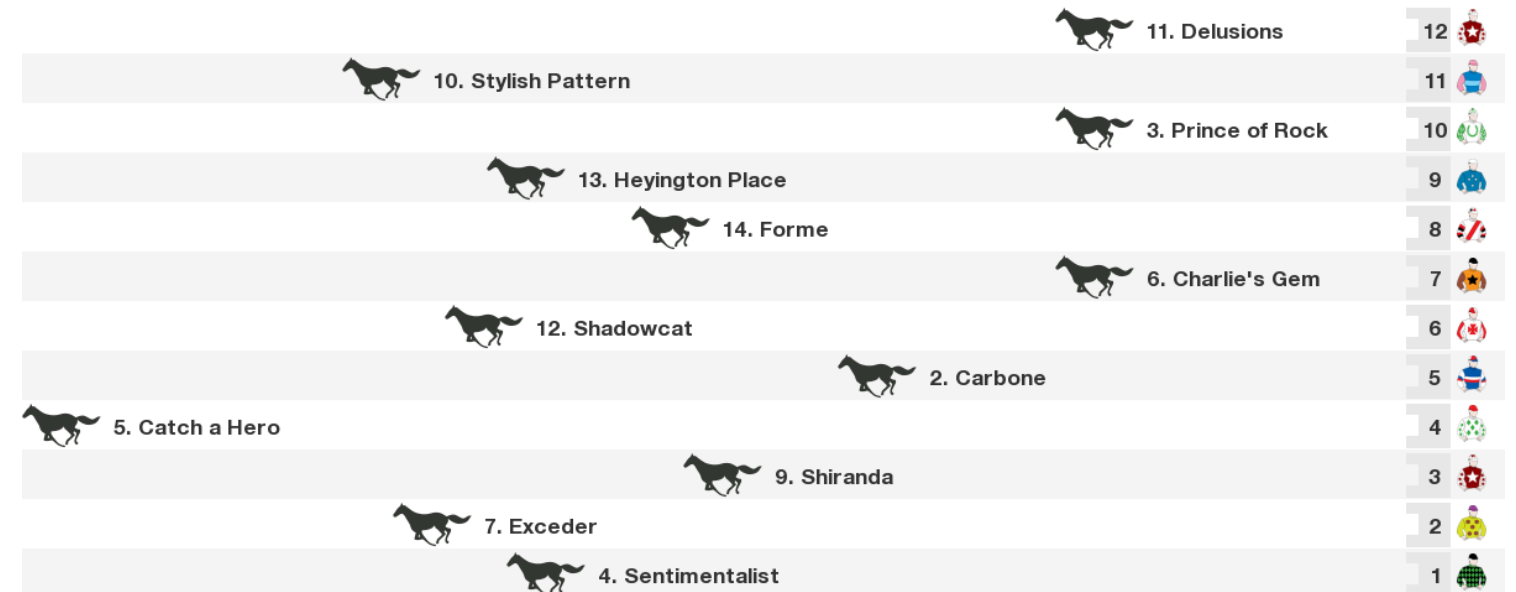 11. Delusions 12
10. Stylish Pattern 11
3. Prince of Rock 10
13. Heyington Place 9
14. Forme 8
6. Charlie's Gem 7
12. Shadowcat 6
2. Carbone 5
5. Catch a Hero 4
9. Shiranda 3
7. Exceder 2
4. Sentimentalist 1